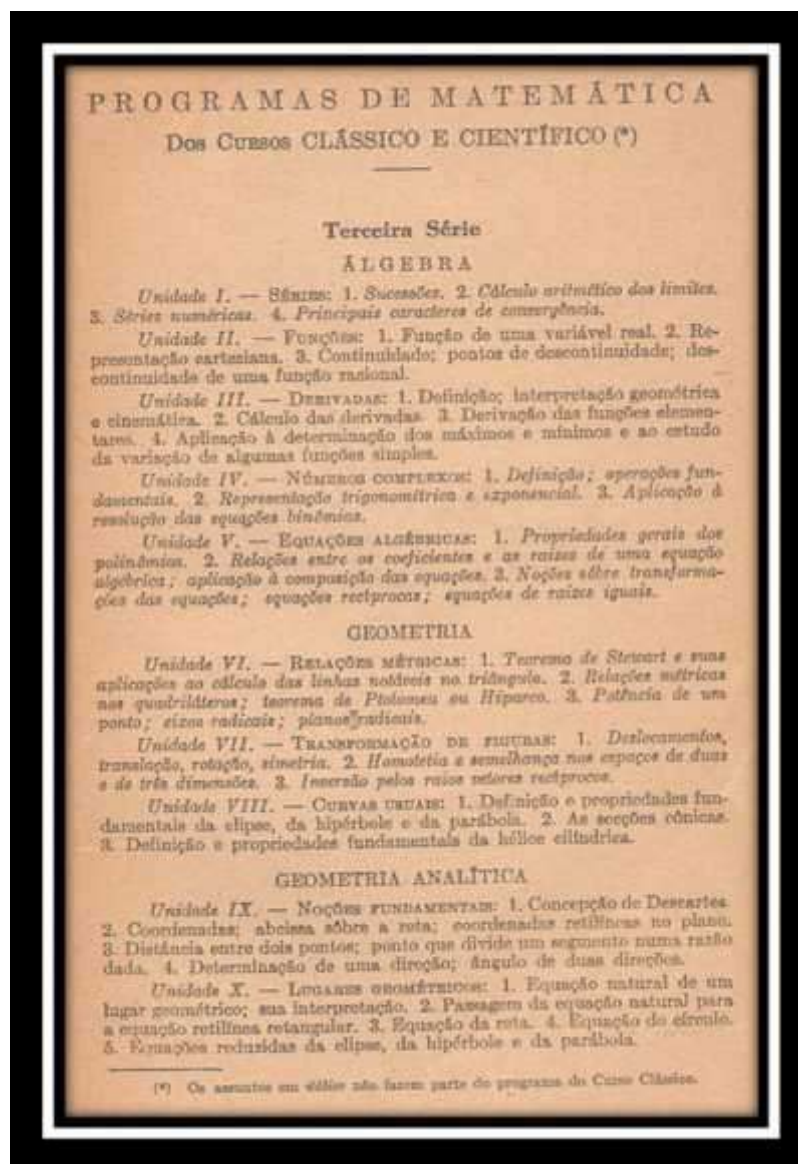 PROGRAMAS DE MATEMÁTICA
Dos Cursos CLÁSSICO E CIENTÍFICO (*)
Terceira Série
ÁLGEBRA
Unidade I. — Séries: 1. Sucessões. 2. Cálculo aritmético dos limites.
3. Séries numéricas. 4. Principais caracteres de convergência.
Unidade II. — Funções: 1. Função de uma variável real. 2. Re-
presentação cartesiana. 3. Continuidade; pontos de descontinuidade; des-
continuidade de uma função racional.
Unidade III. — Derivadas: 1. Definição; interpretação geométrica
e cinemática. 2. Cálculo das derivadas. 3. Derivação das funções elemen-
tares. 4. Aplicação à determinação dos máximos e mínimos e ao estudo
da variação de algumas funções simples.
Unidade IV. — Números complexos: 1. Definição; operações fun-
damentais. 2. Representação trigonométrica e exponencial. 3. Aplicação à
resolução das equações binômias.
Unidade V. — Equações algébricas: 1. Propriedades gerais dos
polinômios. 2. Relações entre os coeficientes e as raízes de uma equação
algébrica; aplicação à composição das equações. 3. Noções sôbre transforma-
ções das equações; equações recíprocas; equações de raízes iguais.
GEOMETRIA
Unidade VI. — Relações métricas: 1. Teorema de Stewart e suas
aplicações ao cálculo das linhas notáveis no triângulo. 2. Relações métricas
nos quadriláteros; teorema de Ptolomeu ou Hiparco. 3. Potência de um
ponto; eixos radicais; planos radicais.
Unidade VII. — Transformação de figuras: 1. Deslocamentos,
translação, rotação, simetria. 2. Homotetia e semelhança nos espaços de duas
e de três dimensões. 3. Inversão pelos raios vetores recíprocos.
Unidade VIII. — Curvas usuais: 1. Definição e propriedades fun-
damentais da elipse, da hipérbole e da parábola. 2. As secções cônicas.
3. Definição e propriedades fundamentais da hélice cilíndrica.
GEOMETRIA ANALÍTICA
Unidade IX. — Noções fundamentais: 1. Concepção de Descartes.
2. Coordenadas; abcissa sôbre a reta; coordenadas retilíneas no plano.
3. Distância entre dois pontos; ponto que divide um segmento numa razão
dada. 4. Determinação de uma direção; ângulo de duas direções.
Unidade X. — Lugares geométricos: 1. Equação natural de um
lugar geométrico; sua interpretação. 2. Passagem da equação natural para
a equação retilínea retangular. 3. Equação da reta. 4. Equação do círculo.
5. Equações reduzidas da elipse, da hipérbole e da parábola.
(*) Os assuntos em itálico não fazem parte do programa do Curso Clássico.